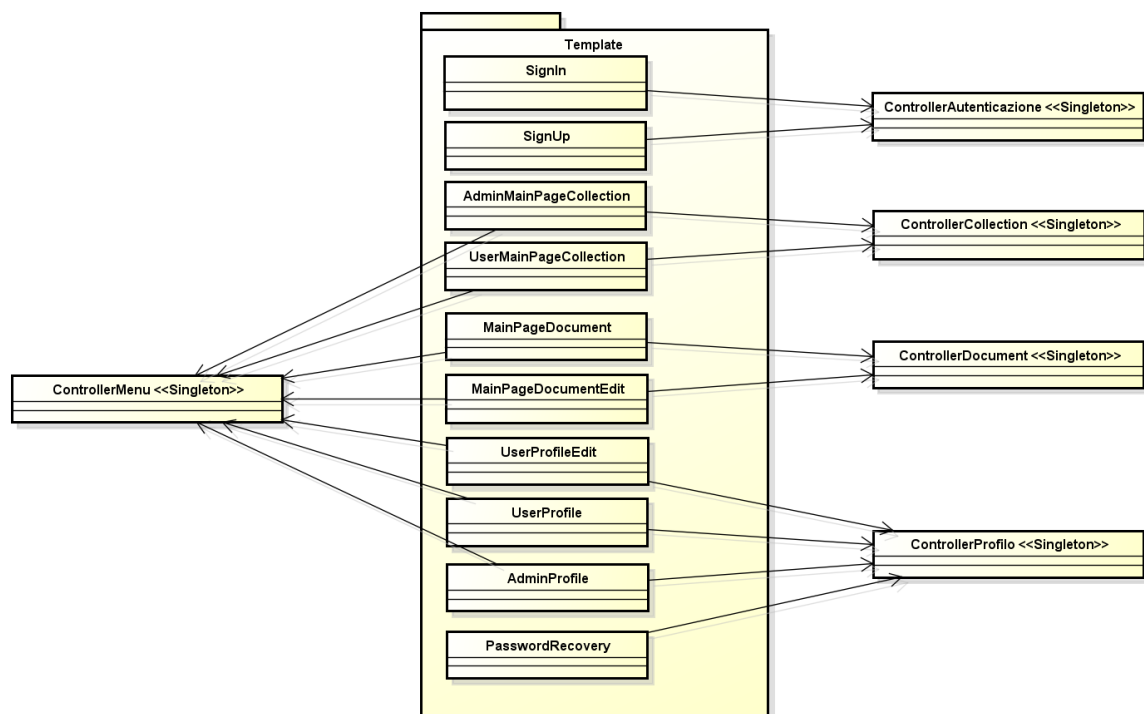 Template
SignIn
ControllerAutenticazione <<Singleton>>
SignUp
AdminMainPageCollection
ControllerCollection <<Singleton>>
UserMainPageCollection
MainPageDocument
ControllerDocument <<Singleton>>
ControllerMenu <<Singleton>>
MainPageDocumentEdit
UserProfileEdit
UserProfile
ControllerProfilo <<Singleton>>
AdminProfile
PasswordRecovery